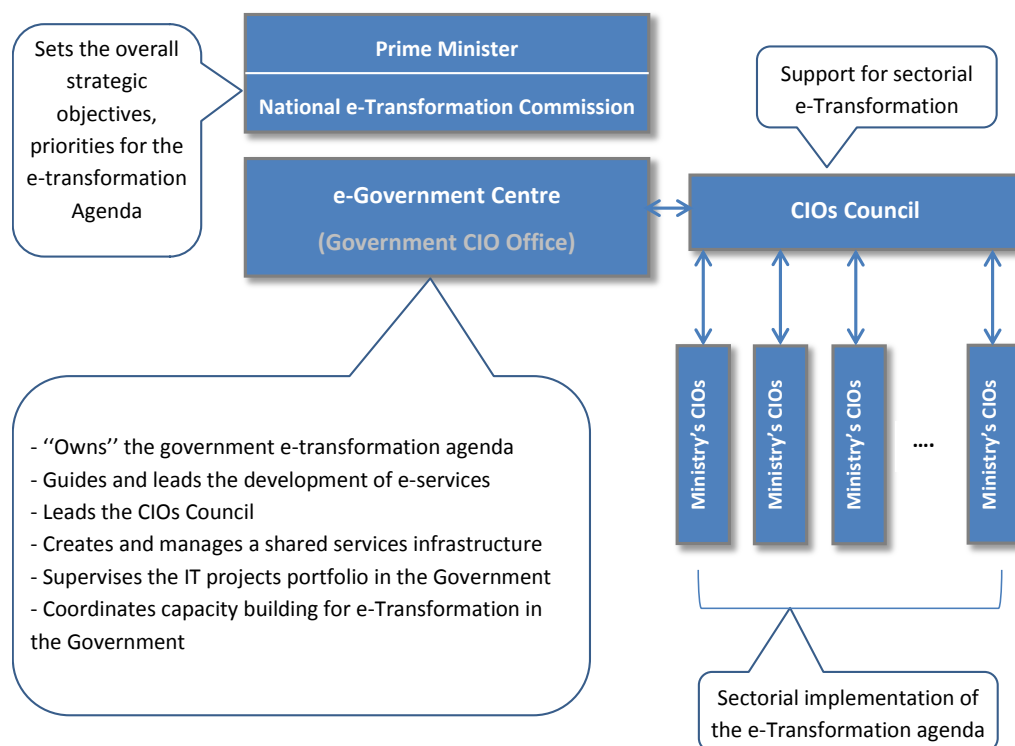 Sets the overall
strategic
objectives,
priorities for the
e-transformation
Agenda
Prime Minister
National e-Transformation Commission
Support for sectorial
e-Transformation
e-Government Centre
(Government CIO Office)
CIOs Council
Ministry's CIOs
Ministry's CIOs
Ministry's CIOs
....
Ministry's CIOs
- “Owns” the government e-transformation agenda
- Guides and leads the development of e-services
- Leads the CIOs Council
- Creates and manages a shared services infrastructure
- Supervises the IT projects portfolio in the Government
- Coordinates capacity building for e-Transformation in
the Government
Sectorial implementation of
the e-Transformation agenda